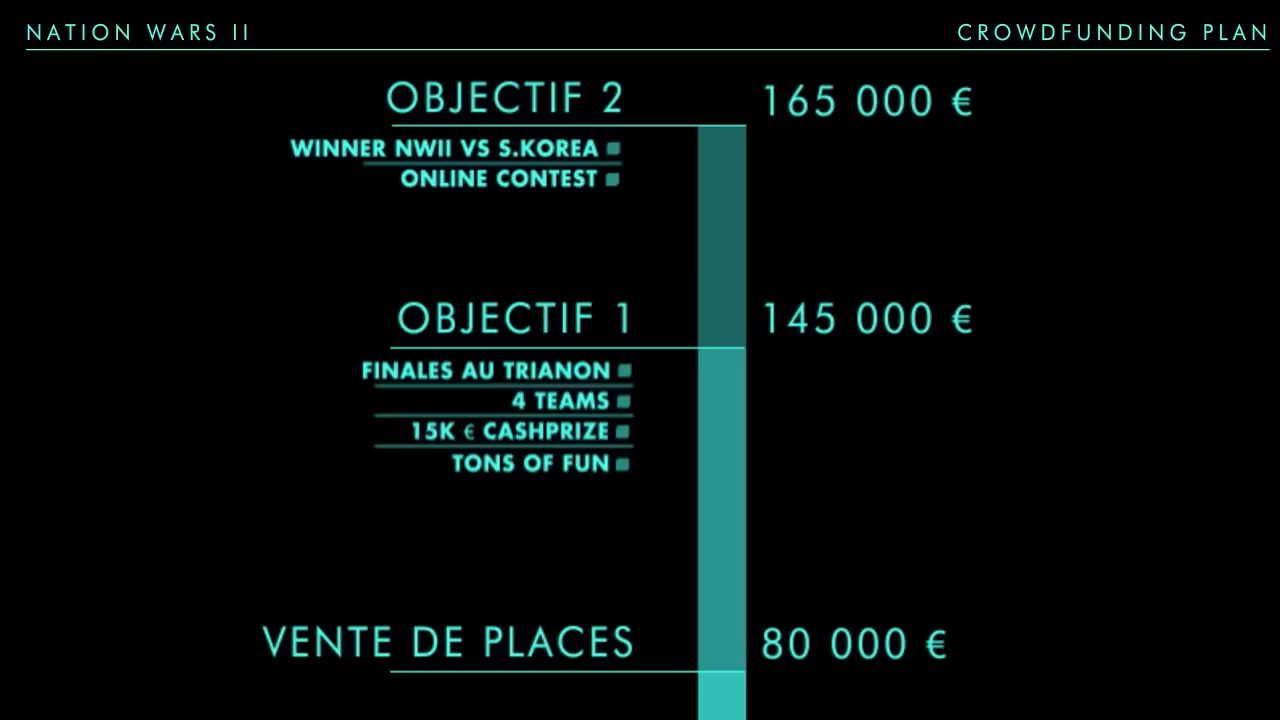 NATION WARS II
CROWDFUNDING PLAN
OBJECTIF 2
165 000 €
WINNER NWII VS S.KOREA
ONLINE CONTEST
OBJECTIF 1
145 000 €
FINALES AU TRIANON
4 TEAMS
15K € CASHPRIZE
TONS OF FUN
VENTE DE PLACES
80 000 €